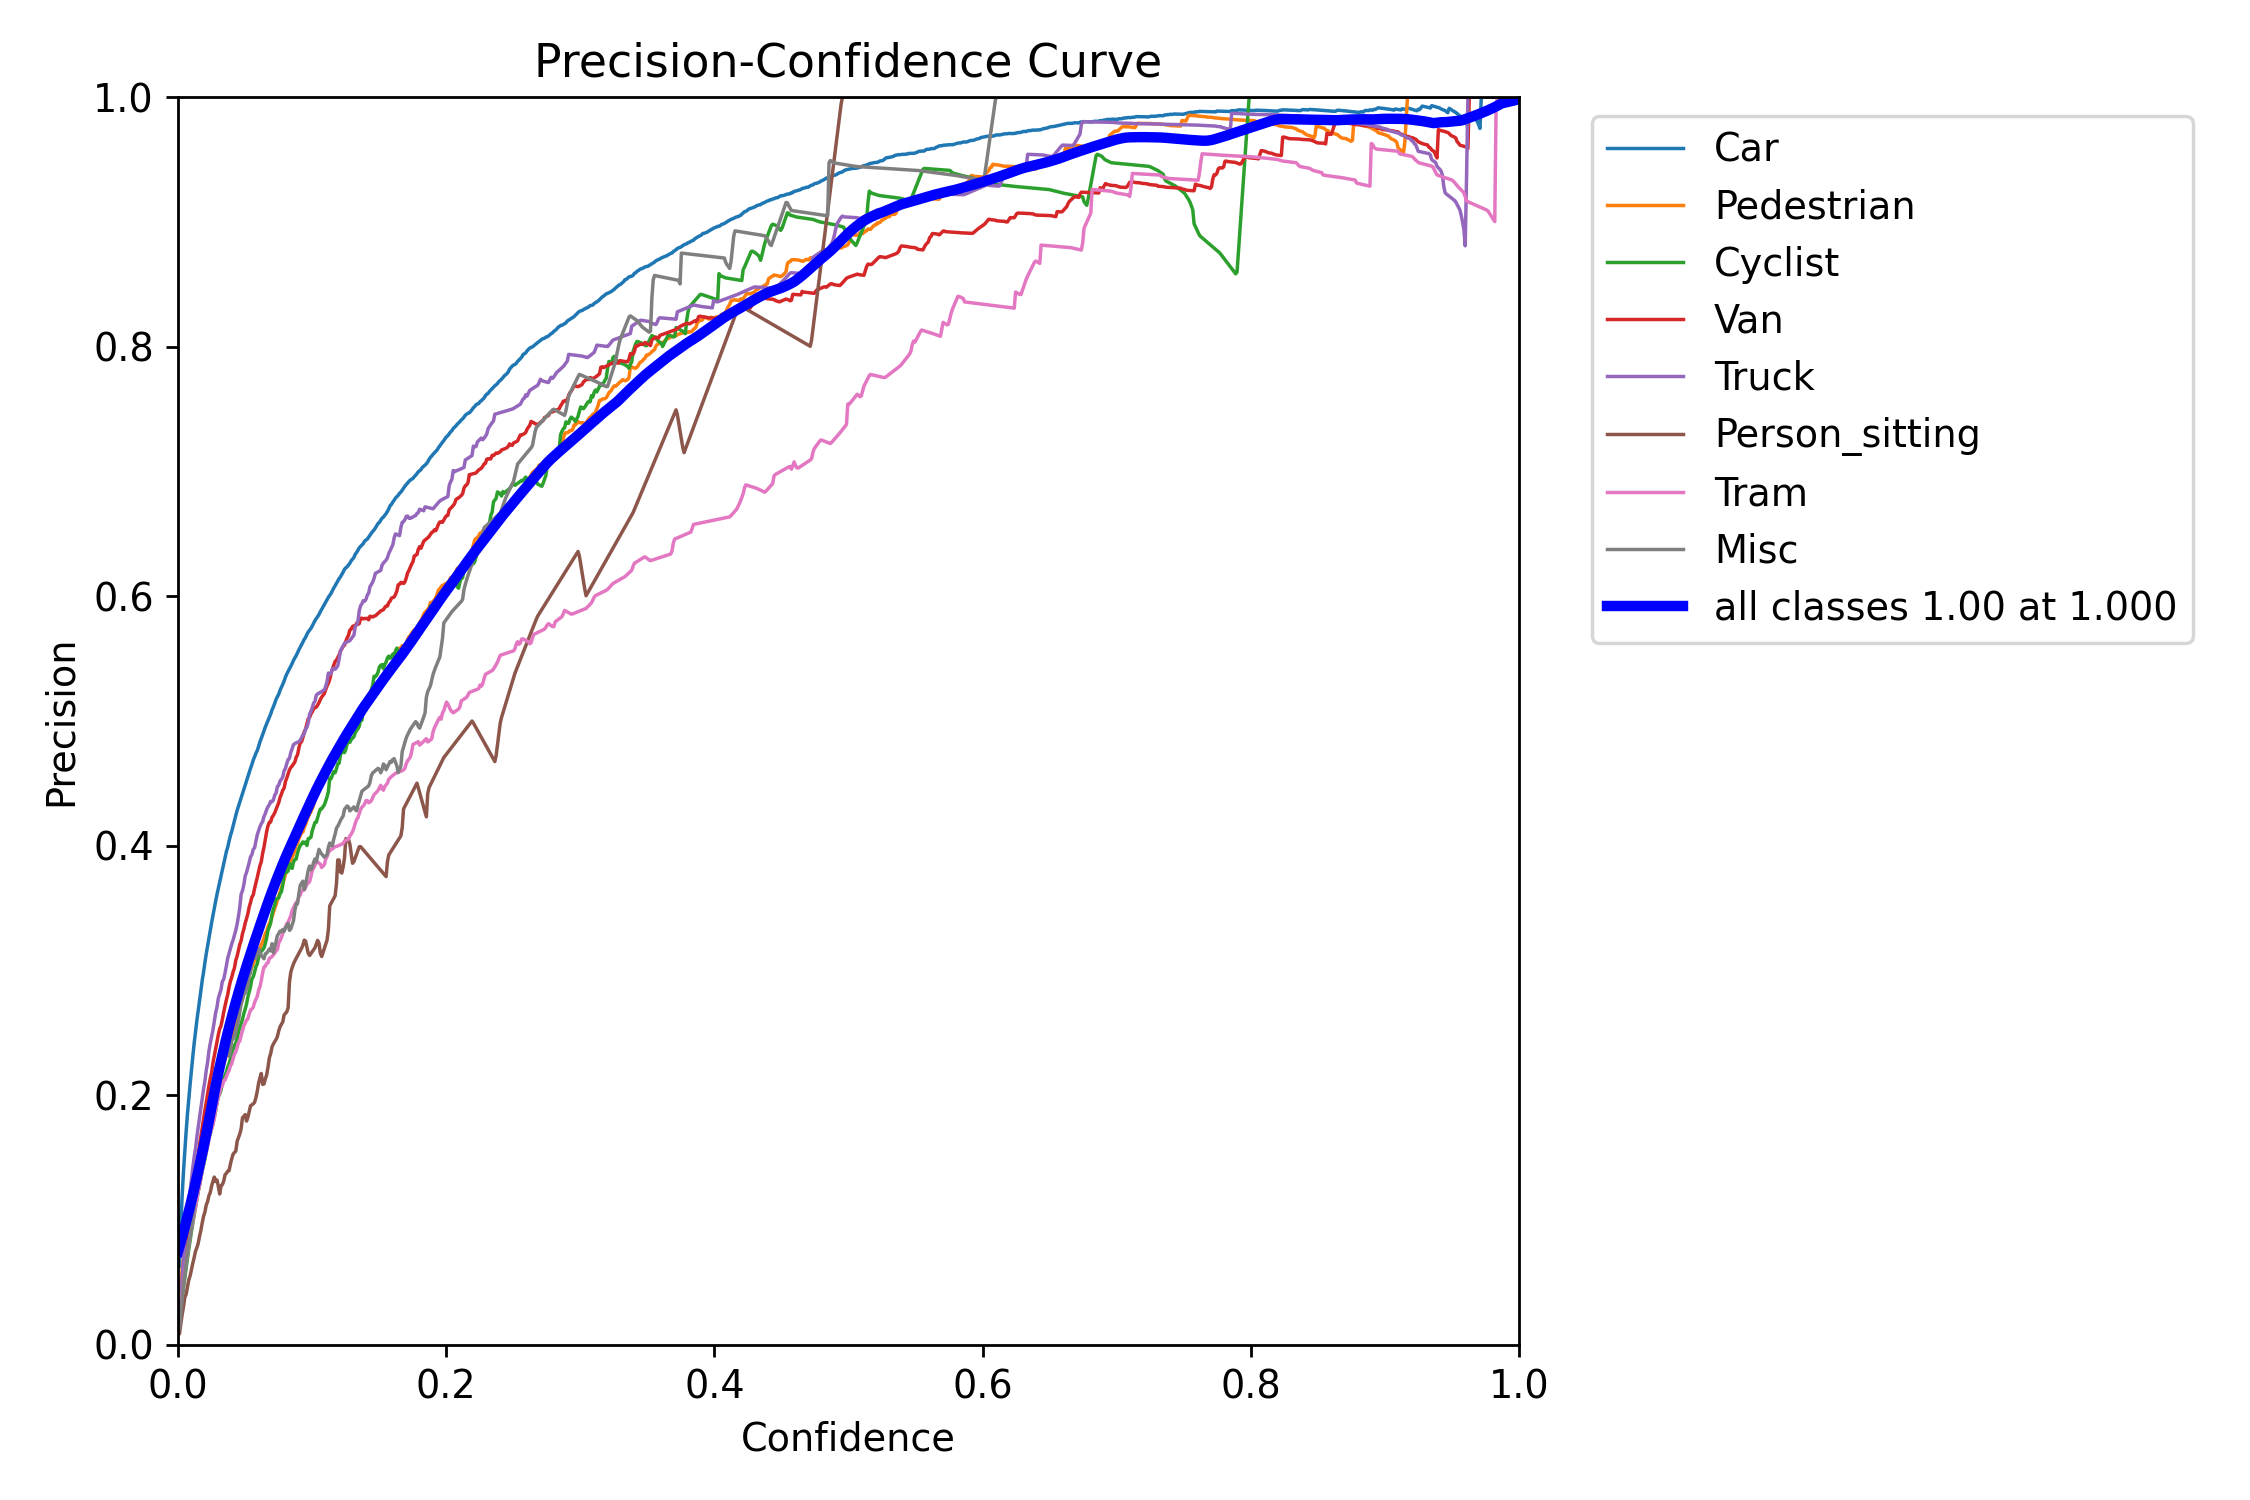 Precision-Confidence Curve
1.0
0.8
0.6
0.4
0.2
0.0
Precision
0.0 0.2 0.4 0.6 0.8 1.0
Confidence
Car
Pedestrian
Cyclist
Van
Truck
Person_sitting
Tram
Misc
all classes 1.00 at 1.000